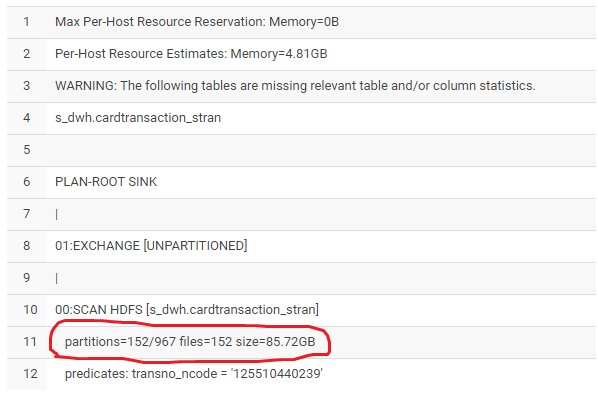 1 Max Per-Host Resource Reservation: Memory=0B
2 Per-Host Resource Estimates: Memory=4.81GB
3 WARNING: The following tables are missing relevant table and/or column statistics.
4 s_dwh.cardtransaction_stran
5
6 PLAN-ROOT SINK
7 |
8 01:EXCHANGE [UNPARTITIONED]
9 |
10 00:SCAN HDFS [s_dwh.cardtransaction_stran]
11 partitions=152/967 files=152 size=85.72GB
12 predicates: transno_ncode = '125510440239'